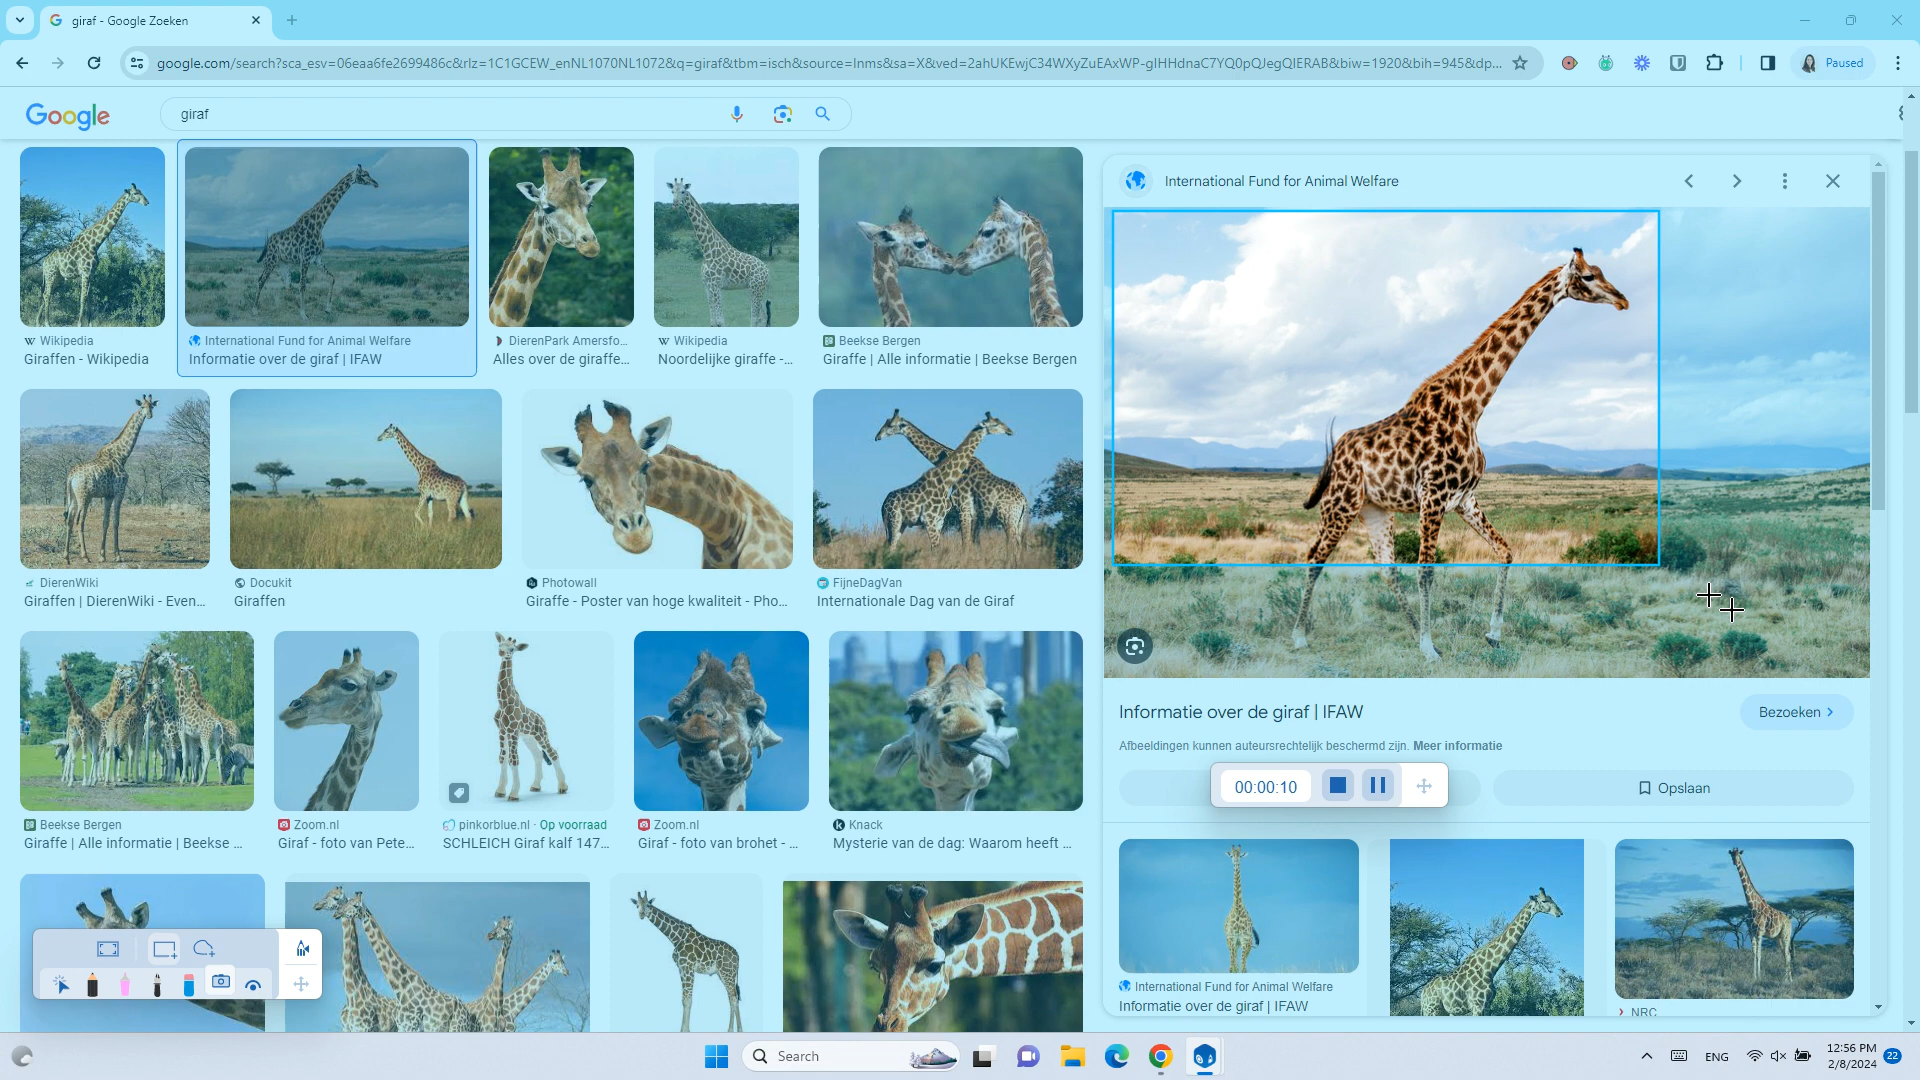 giraf - Google Zoeken
google.com/search?sca_esv=06eaa6fe2699486c&rlz=1C1GCEW_enNL1070NL1072&q=giraf&tbm=isch&source=lnms&sa=X&ved=2ahUKEwjC34WXyZuEAxWP-gIHHdnaC7YQ0pQJegQIERAB&biw=1920&bih=945&dp...
Paused
Google
giraf
W Wikipedia
Giraffen - Wikipedia
International Fund for Animal Welfare
Informatie over de giraf | IFAW
DierenPark Amersfo...
Alles over de giraffe...
W Wikipedia
Noordelijke giraffe -...
Beekse Bergen
Giraffe | Alle informatie | Beekse Bergen
DierenWiki
Giraffen | DierenWiki - Even...
Docukit
Giraffen
Photowall
Giraffe - Poster van hoge kwaliteit - Pho...
FijneDagVan
Internationale Dag van de Giraf
Beekse Bergen
Giraffe | Alle informatie | Beekse ...
Zoom.nl
Giraf - foto van Pete...
pinkorblue.nl · Op voorraad
SCHLEICH Giraf kalf 147...
Zoom.nl
Giraf - foto van brohet - ...
Knack
Mysterie van de dag: Waarom heeft ...
International Fund for Animal Welfare
Informatie over de giraf | IFAW
Bezoeken
Afbeeldingen kunnen auteursrechtelijk beschermd zijn. Meer informatie
00:00:10
Opslaan
International Fund for Animal Welfare
Informatie over de giraf | IFAW
NRC
Search
ENG
12:56 PM
2/8/2024
22